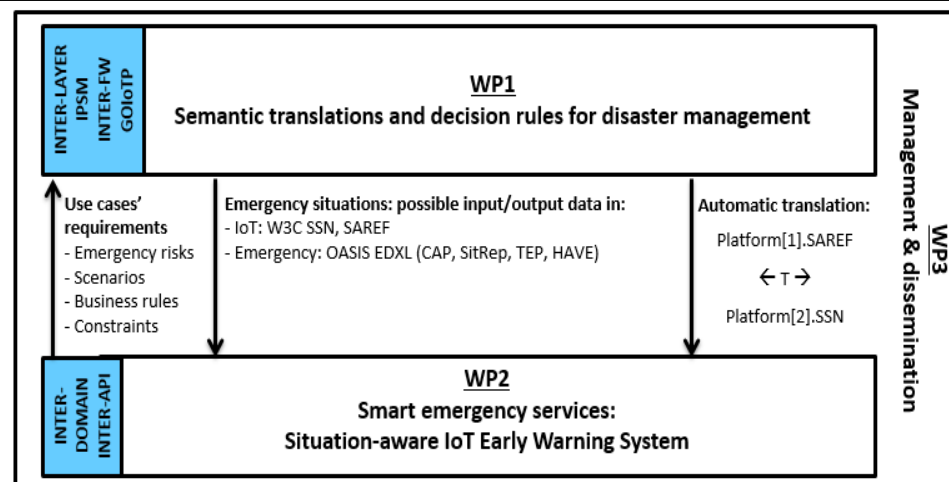 INTER-LAYER
IPSM
INTER-FW
GOIoTP
WP1
Semantic translations and decision rules for disaster management
Use cases’
requirements
- Emergency risks
- Scenarios
- Business rules
- Constraints
Emergency situations: possible input/output data in:
- IoT: W3C SSN, SAREF
- Emergency: OASIS EDXL (CAP, SitRep, TEP, HAVE)
Automatic translation:
Platform[1].SAREF
← T →
Platform[2].SSN
INTER-
DOMAIN
INTER-API
WP2
Smart emergency services:
Situation-aware IoT Early Warning System
WP3
Management & dissemination